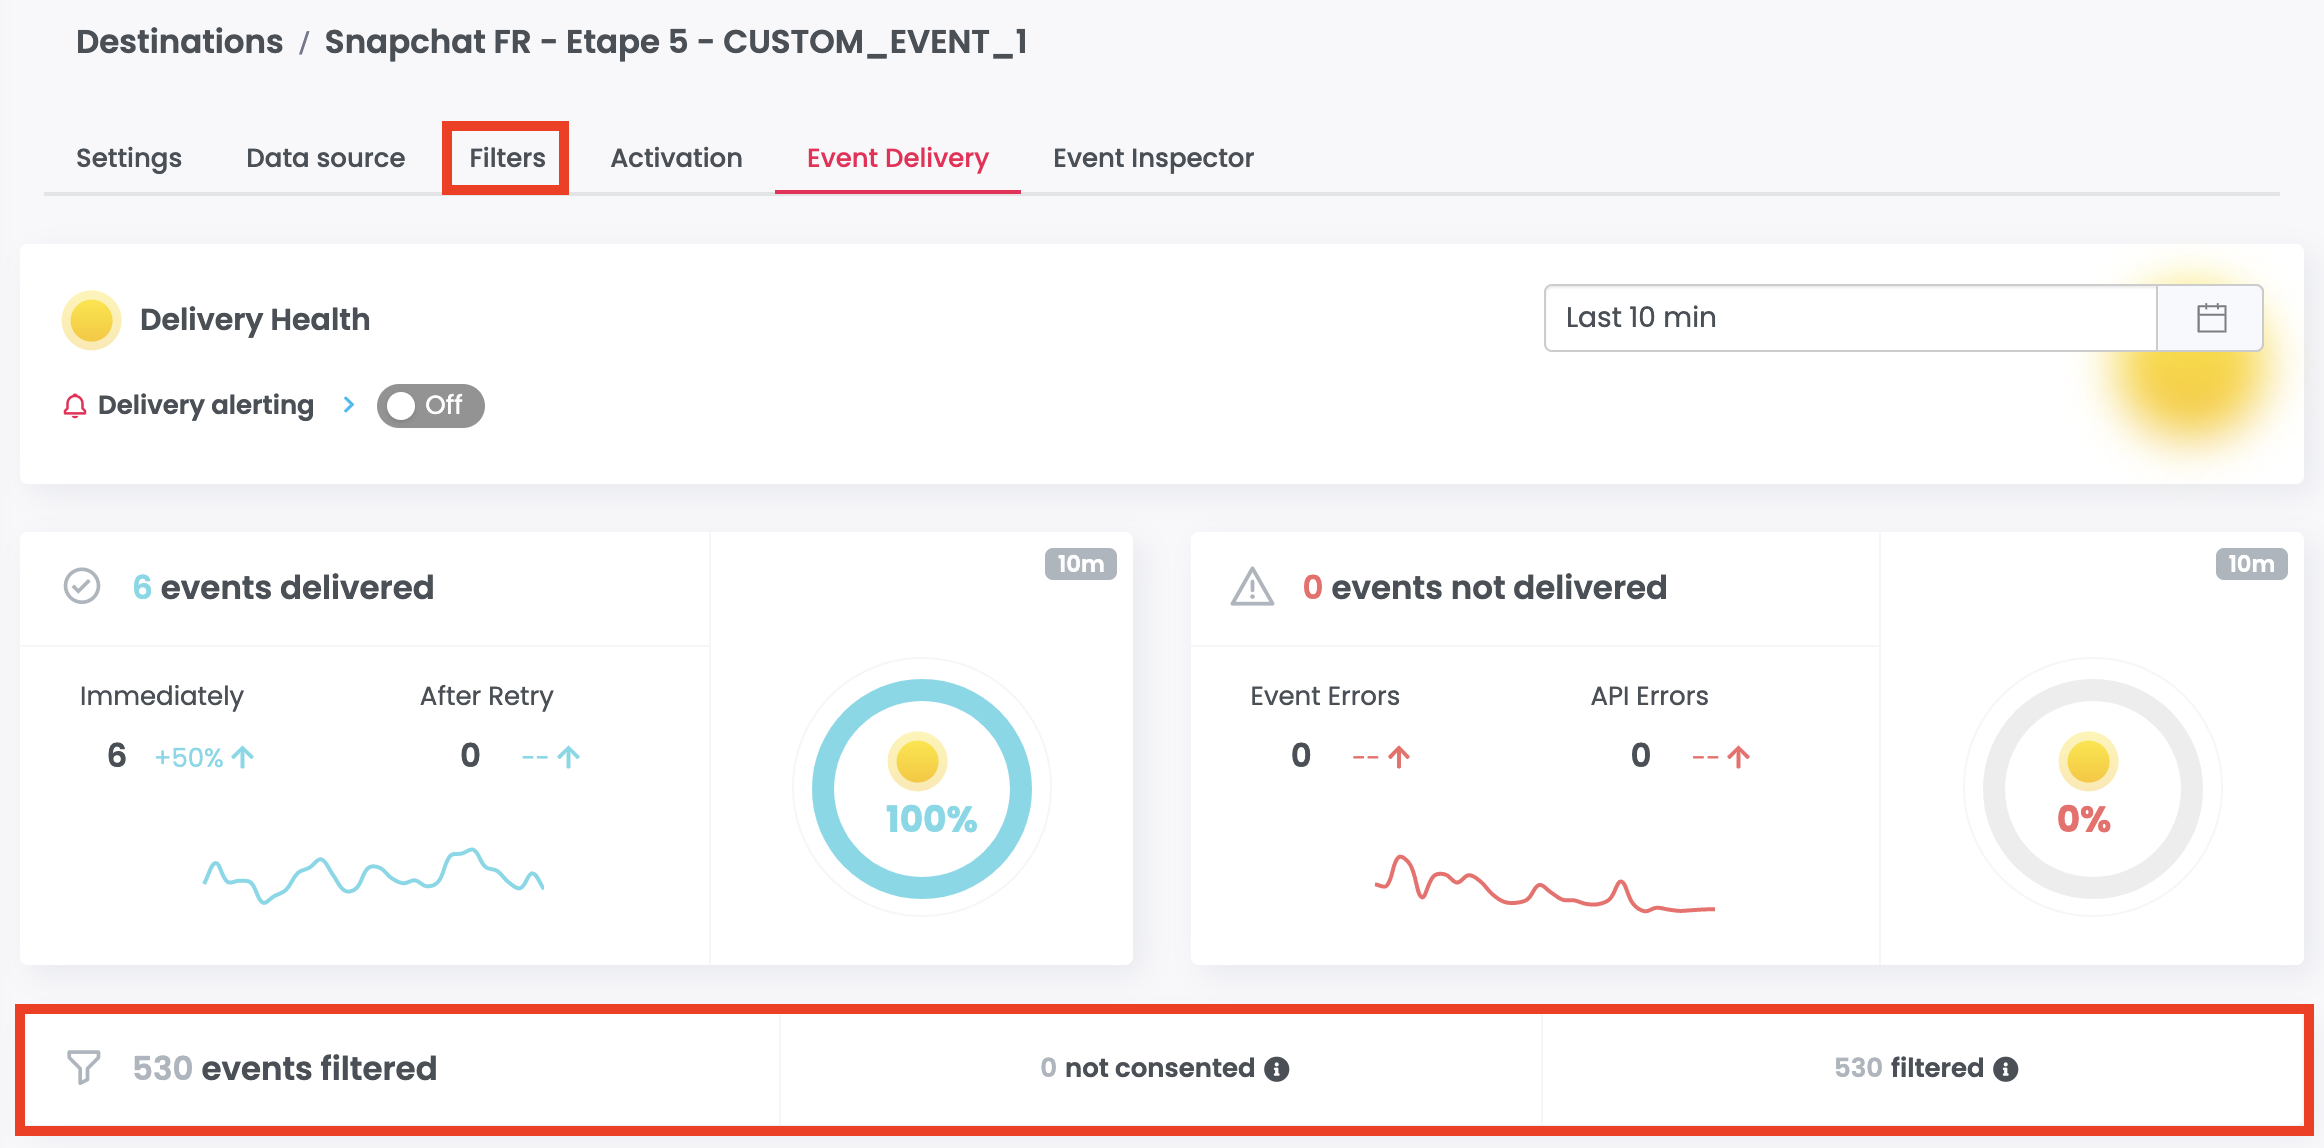 Destinations / Snapchat FR - Etape 5 - CUSTOM_EVENT_1
Settings Data source Filters Activation Event Delivery Event Inspector
Delivery Health
Last 10 min
Delivery alerting > Off
6 events delivered
10m
Immediately After Retry
6 +50% ↑ 0 -- ↑
100%
0 events not delivered
10m
Event Errors API Errors
0 -- ↑ 0 -- ↑
0%
530 events filtered
0 not consented i
530 filtered i